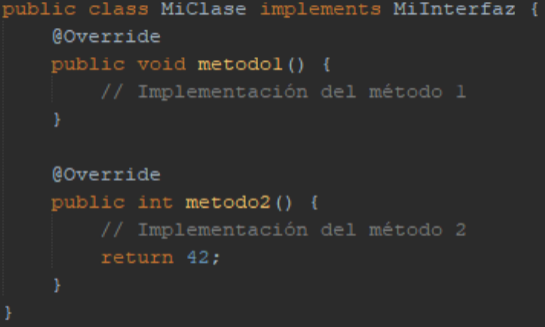 public class MiClase implements MiInterfaz {
@Override
public void metodo1() {
// Implementación del método 1
}
@Override
public int metodo2() {
// Implementación del método 2
return 42;
}
}